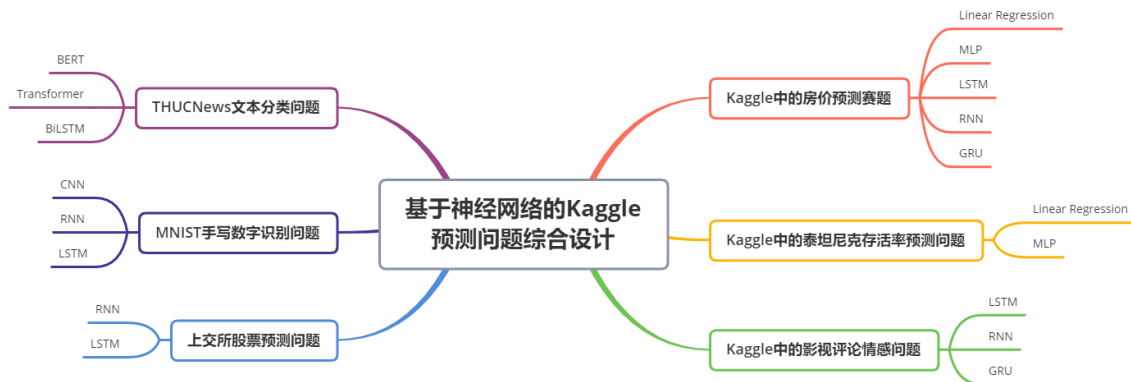 基于神经网络的Kaggle
预测问题综合设计
Kaggle中的房价预测赛题
Linear Regression
MLP
LSTM
RNN
GRU
Kaggle中的泰坦尼克存活率预测问题
Linear Regression
MLP
Kaggle中的影视评论情感问题
LSTM
RNN
GRU
THUCNews文本分类问题
BERT
Transformer
BiLSTM
MNIST手写数字识别问题
CNN
RNN
LSTM
上交所股票预测问题
RNN
LSTM